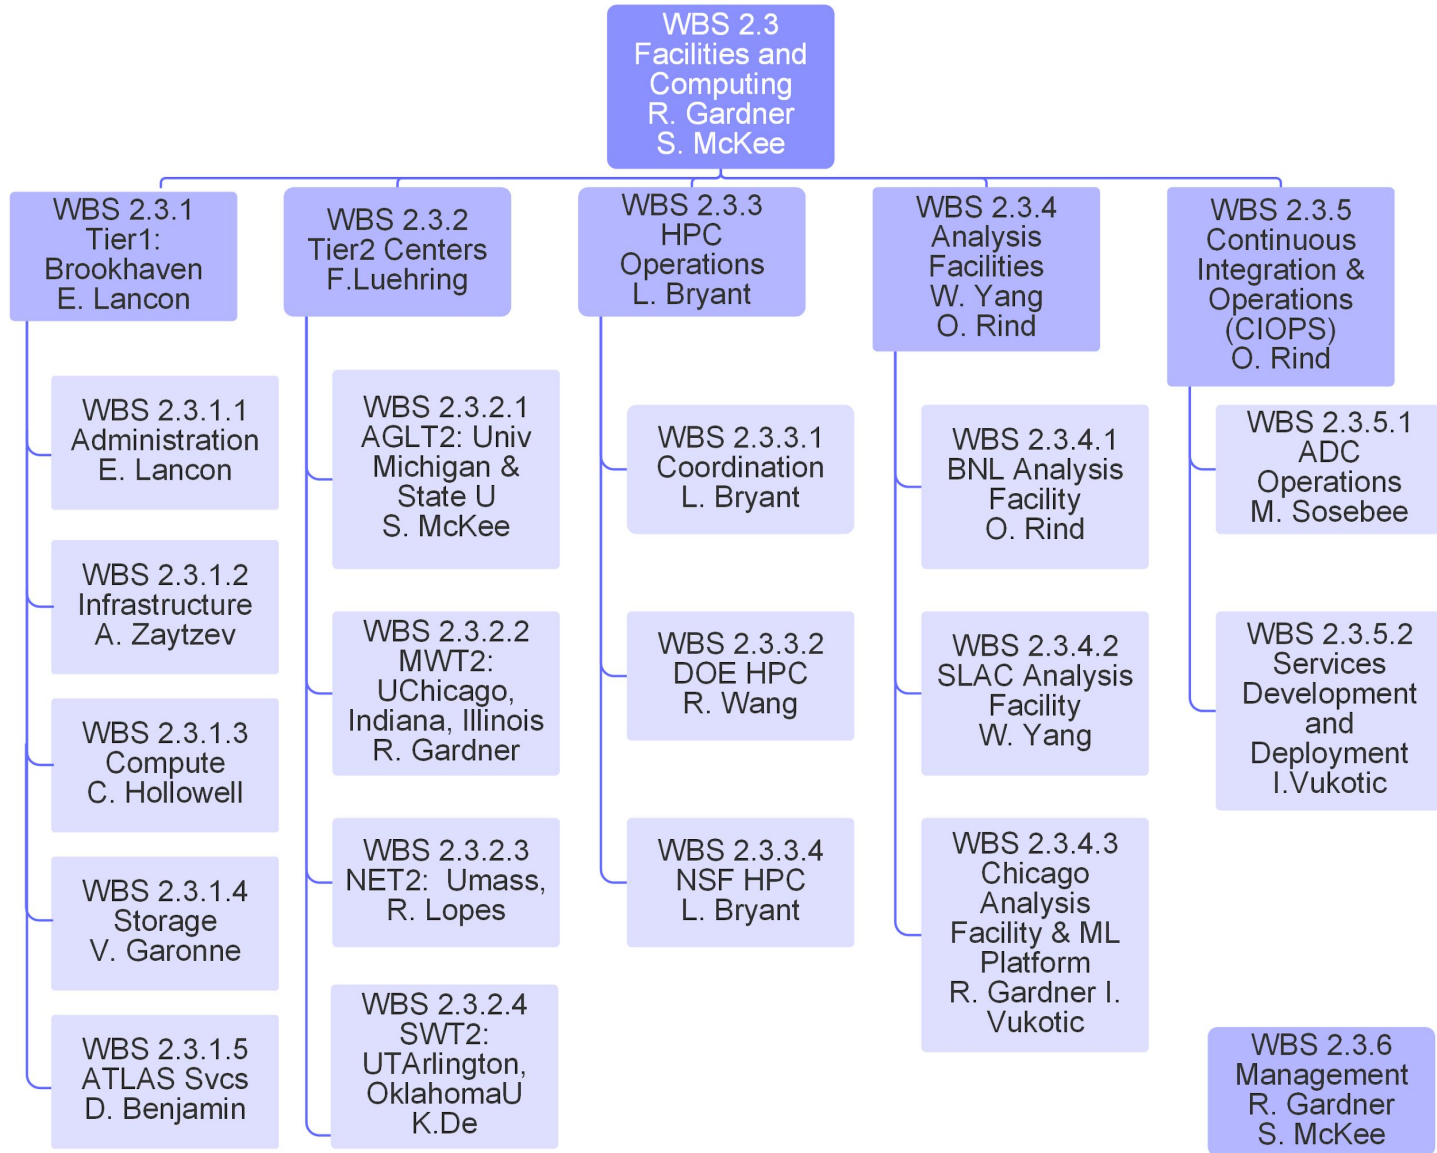 WBS 2.3
Facilities and
Computing
R. Gardner
S. McKee
WBS 2.3.1
Tier1:
Brookhaven
E. Lancon
WBS 2.3.1.1
Administration
E. Lancon
WBS 2.3.1.2
Infrastructure
A. Zaytzev
WBS 2.3.1.3
Compute
C. Hollowell
WBS 2.3.1.4
Storage
V. Garonne
WBS 2.3.1.5
ATLAS Svcs
D. Benjamin
WBS 2.3.2
Tier2 Centers
F.Luehring
WBS 2.3.2.1
AGLT2: Univ
Michigan &
State U
S. McKee
WBS 2.3.2.2
MWT2:
UChicago,
Indiana, Illinois
R. Gardner
WBS 2.3.2.3
NET2:  Umass,
R. Lopes
WBS 2.3.2.4
SWT2:
UTArlington,
OklahomaU
K.De
WBS 2.3.3
HPC
Operations
L. Bryant
WBS 2.3.3.1
Coordination
L. Bryant
WBS 2.3.3.2
DOE HPC
R. Wang
WBS 2.3.3.4
NSF HPC
L. Bryant
WBS 2.3.4
Analysis
Facilities
W. Yang
O. Rind
WBS 2.3.4.1
BNL Analysis
Facility
O. Rind
WBS 2.3.4.2
SLAC Analysis
Facility
W. Yang
WBS 2.3.4.3
Chicago
Analysis
Facility & ML
Platform
R. Gardner I.
Vukotic
WBS 2.3.5
Continuous
Integration &
Operations
(CIOPS)
O. Rind
WBS 2.3.5.1
ADC
Operations
M. Sosebee
WBS 2.3.5.2
Services
Development
and
Deployment
I.Vukotic
WBS 2.3.6
Management
R. Gardner
S. McKee